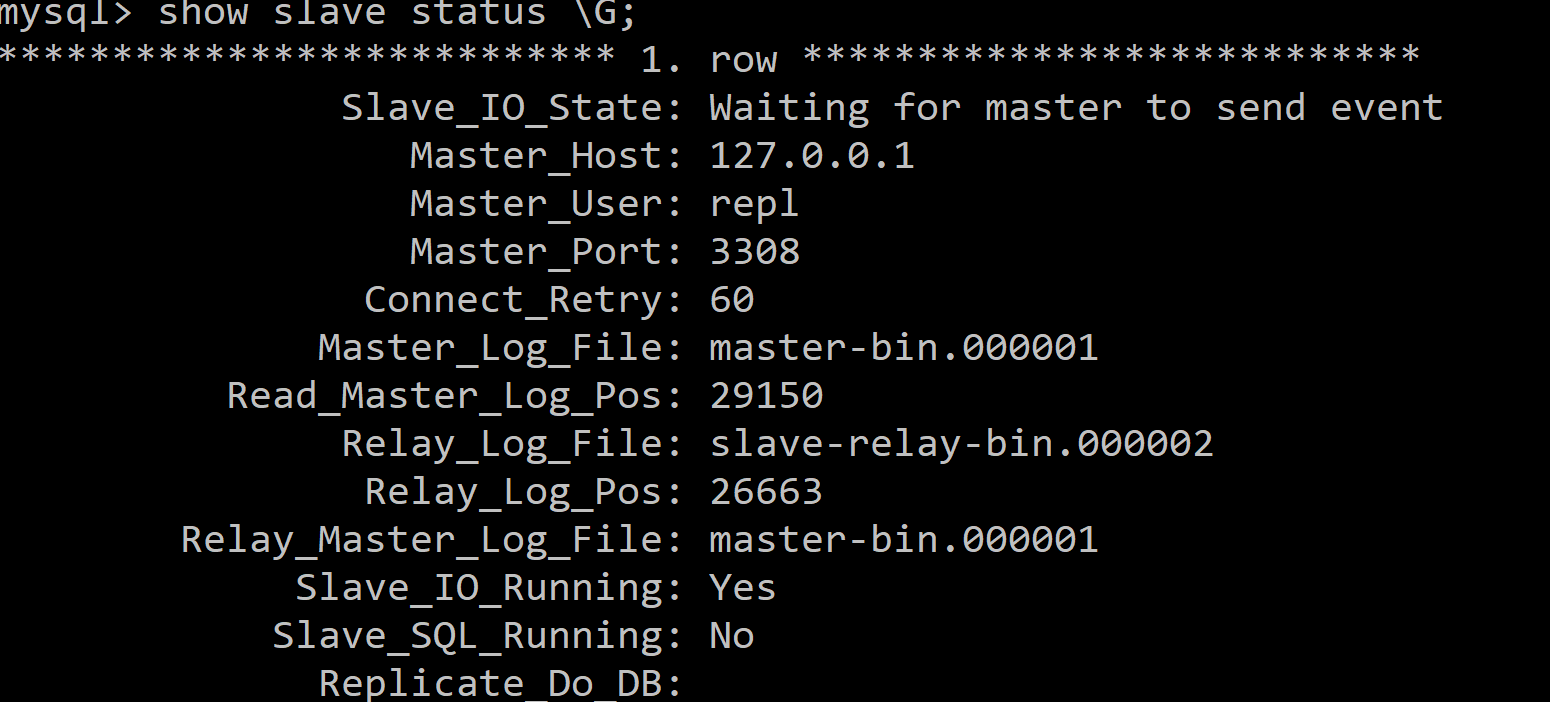 mysql> show slave status \G;
*************************** 1. row ***************************
Slave_IO_State: Waiting for master to send event
Master_Host: 127.0.0.1
Master_User: repl
Master_Port: 3308
Connect_Retry: 60
Master_Log_File: master-bin.000001
Read_Master_Log_Pos: 29150
Relay_Log_File: slave-relay-bin.000002
Relay_Log_Pos: 26663
Relay_Master_Log_File: master-bin.000001
Slave_IO_Running: Yes
Slave_SQL_Running: No
Replicate_Do_DB: